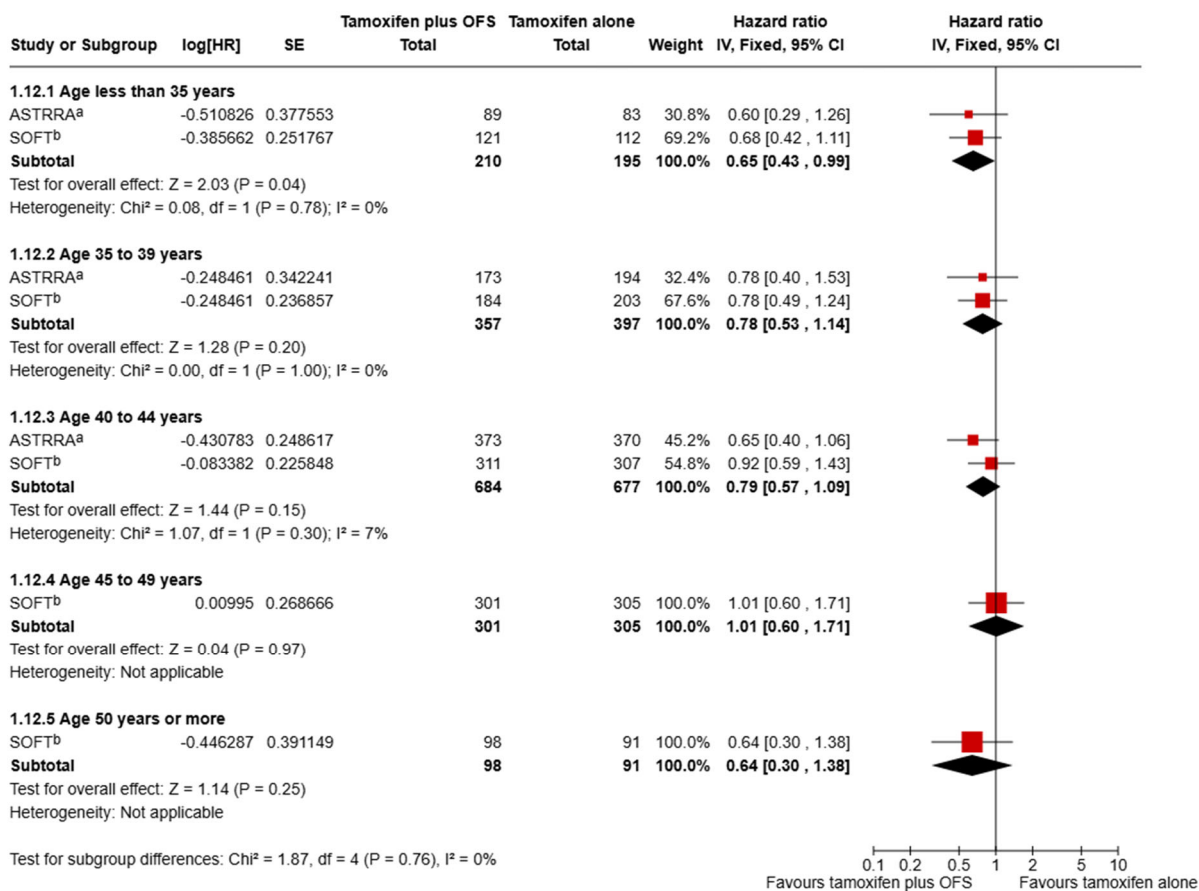 Tamoxifen plus OFS Tamoxifen alone Hazard ratio Hazard ratio
Study or Subgroup log[HR] SE Total Total Weight IV, Fixed, 95% CI IV, Fixed, 95% CI
1.12.1 Age less than 35 years
ASTRRAᵃ -0.510826 0.377553 89 83 30.8% 0.60 [0.29 , 1.26]
SOFTᵇ -0.385662 0.251767 121 112 69.2% 0.68 [0.42 , 1.11]
Subtotal 210 195 100.0% 0.65 [0.43 , 0.99]
Test for overall effect: Z = 2.03 (P = 0.04)
Heterogeneity: Chi² = 0.08, df = 1 (P = 0.78); I² = 0%
1.12.2 Age 35 to 39 years
ASTRRAᵃ -0.248461 0.342241 173 194 32.4% 0.78 [0.40 , 1.53]
SOFTᵇ -0.248461 0.236857 184 203 67.6% 0.78 [0.49 , 1.24]
Subtotal 357 397 100.0% 0.78 [0.53 , 1.14]
Test for overall effect: Z = 1.28 (P = 0.20)
Heterogeneity: Chi² = 0.00, df = 1 (P = 1.00); I² = 0%
1.12.3 Age 40 to 44 years
ASTRRAᵃ -0.430783 0.248617 373 370 45.2% 0.65 [0.40 , 1.06]
SOFTᵇ -0.083382 0.225848 311 307 54.8% 0.92 [0.59 , 1.43]
Subtotal 684 677 100.0% 0.79 [0.57 , 1.09]
Test for overall effect: Z = 1.44 (P = 0.15)
Heterogeneity: Chi² = 1.07, df = 1 (P = 0.30); I² = 7%
1.12.4 Age 45 to 49 years
SOFTᵇ 0.00995 0.268666 301 305 100.0% 1.01 [0.60 , 1.71]
Subtotal 301 305 100.0% 1.01 [0.60 , 1.71]
Test for overall effect: Z = 0.04 (P = 0.97)
Heterogeneity: Not applicable
1.12.5 Age 50 years or more
SOFTᵇ -0.446287 0.391149 98 91 100.0% 0.64 [0.30 , 1.38]
Subtotal 98 91 100.0% 0.64 [0.30 , 1.38]
Test for overall effect: Z = 1.14 (P = 0.25)
Heterogeneity: Not applicable
Test for subgroup differences: Chi² = 1.87, df = 4 (P = 0.76), I² = 0%
0.1 0.2 0.5 1 2 5 10
Favours tamoxifen plus OFS Favours tamoxifen alone